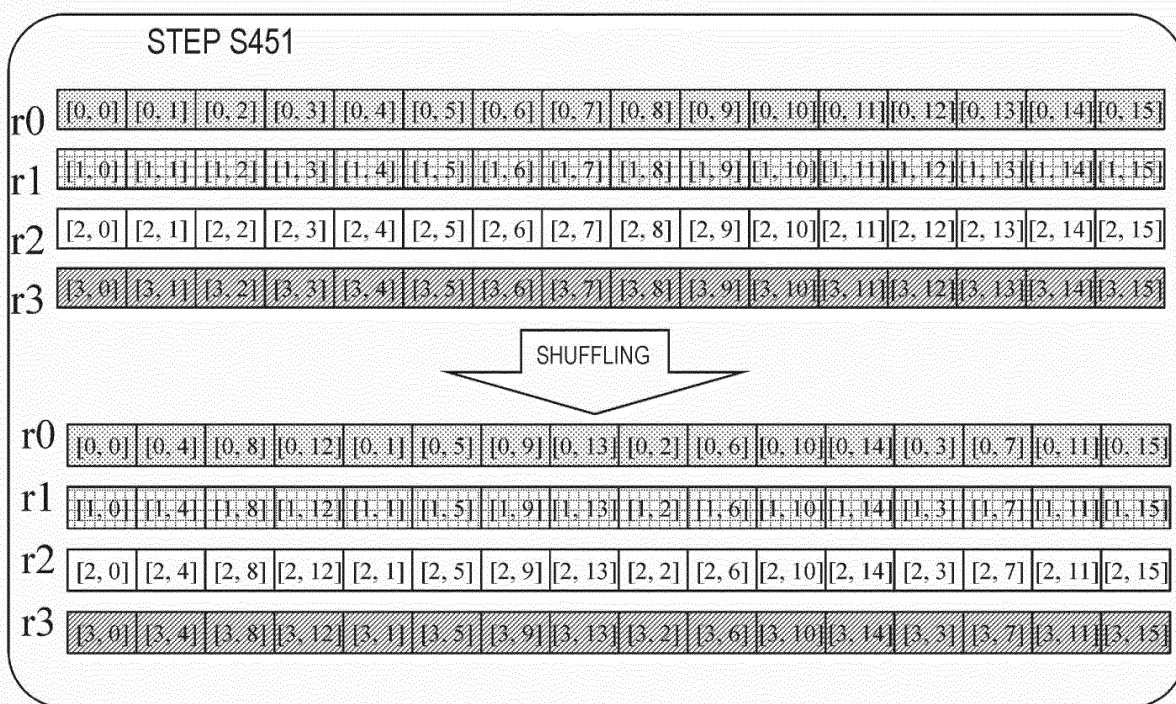 STEP S451
r0 [0, 0] [0, 1] [0, 2] [0, 3] [0, 4] [0, 5] [0, 6] [0, 7] [0, 8] [0, 9] [0, 10] [0, 11] [0, 12] [0, 13] [0, 14] [0, 15]
r1 [1, 0] [1, 1] [1, 2] [1, 3] [1, 4] [1, 5] [1, 6] [1, 7] [1, 8] [1, 9] [1, 10] [1, 11] [1, 12] [1, 13] [1, 14] [1, 15]
r2 [2, 0] [2, 1] [2, 2] [2, 3] [2, 4] [2, 5] [2, 6] [2, 7] [2, 8] [2, 9] [2, 10] [2, 11] [2, 12] [2, 13] [2, 14] [2, 15]
r3 [3, 0] [3, 1] [3, 2] [3, 3] [3, 4] [3, 5] [3, 6] [3, 7] [3, 8] [3, 9] [3, 10] [3, 11] [3, 12] [3, 13] [3, 14] [3, 15]
SHUFFLING
r0 [0, 0] [0, 4] [0, 8] [0, 12] [0, 1] [0, 5] [0, 9] [0, 13] [0, 2] [0, 6] [0, 10] [0, 14] [0, 3] [0, 7] [0, 11] [0, 15]
r1 [1, 0] [1, 4] [1, 8] [1, 12] [1, 1] [1, 5] [1, 9] [1, 13] [1, 2] [1, 6] [1, 10] [1, 14] [1, 3] [1, 7] [1, 11] [1, 15]
r2 [2, 0] [2, 4] [2, 8] [2, 12] [2, 1] [2, 5] [2, 9] [2, 13] [2, 2] [2, 6] [2, 10] [2, 14] [2, 3] [2, 7] [2, 11] [2, 15]
r3 [3, 0] [3, 4] [3, 8] [3, 12] [3, 1] [3, 5] [3, 9] [3, 13] [3, 2] [3, 6] [3, 10] [3, 14] [3, 3] [3, 7] [3, 11] [3, 15]